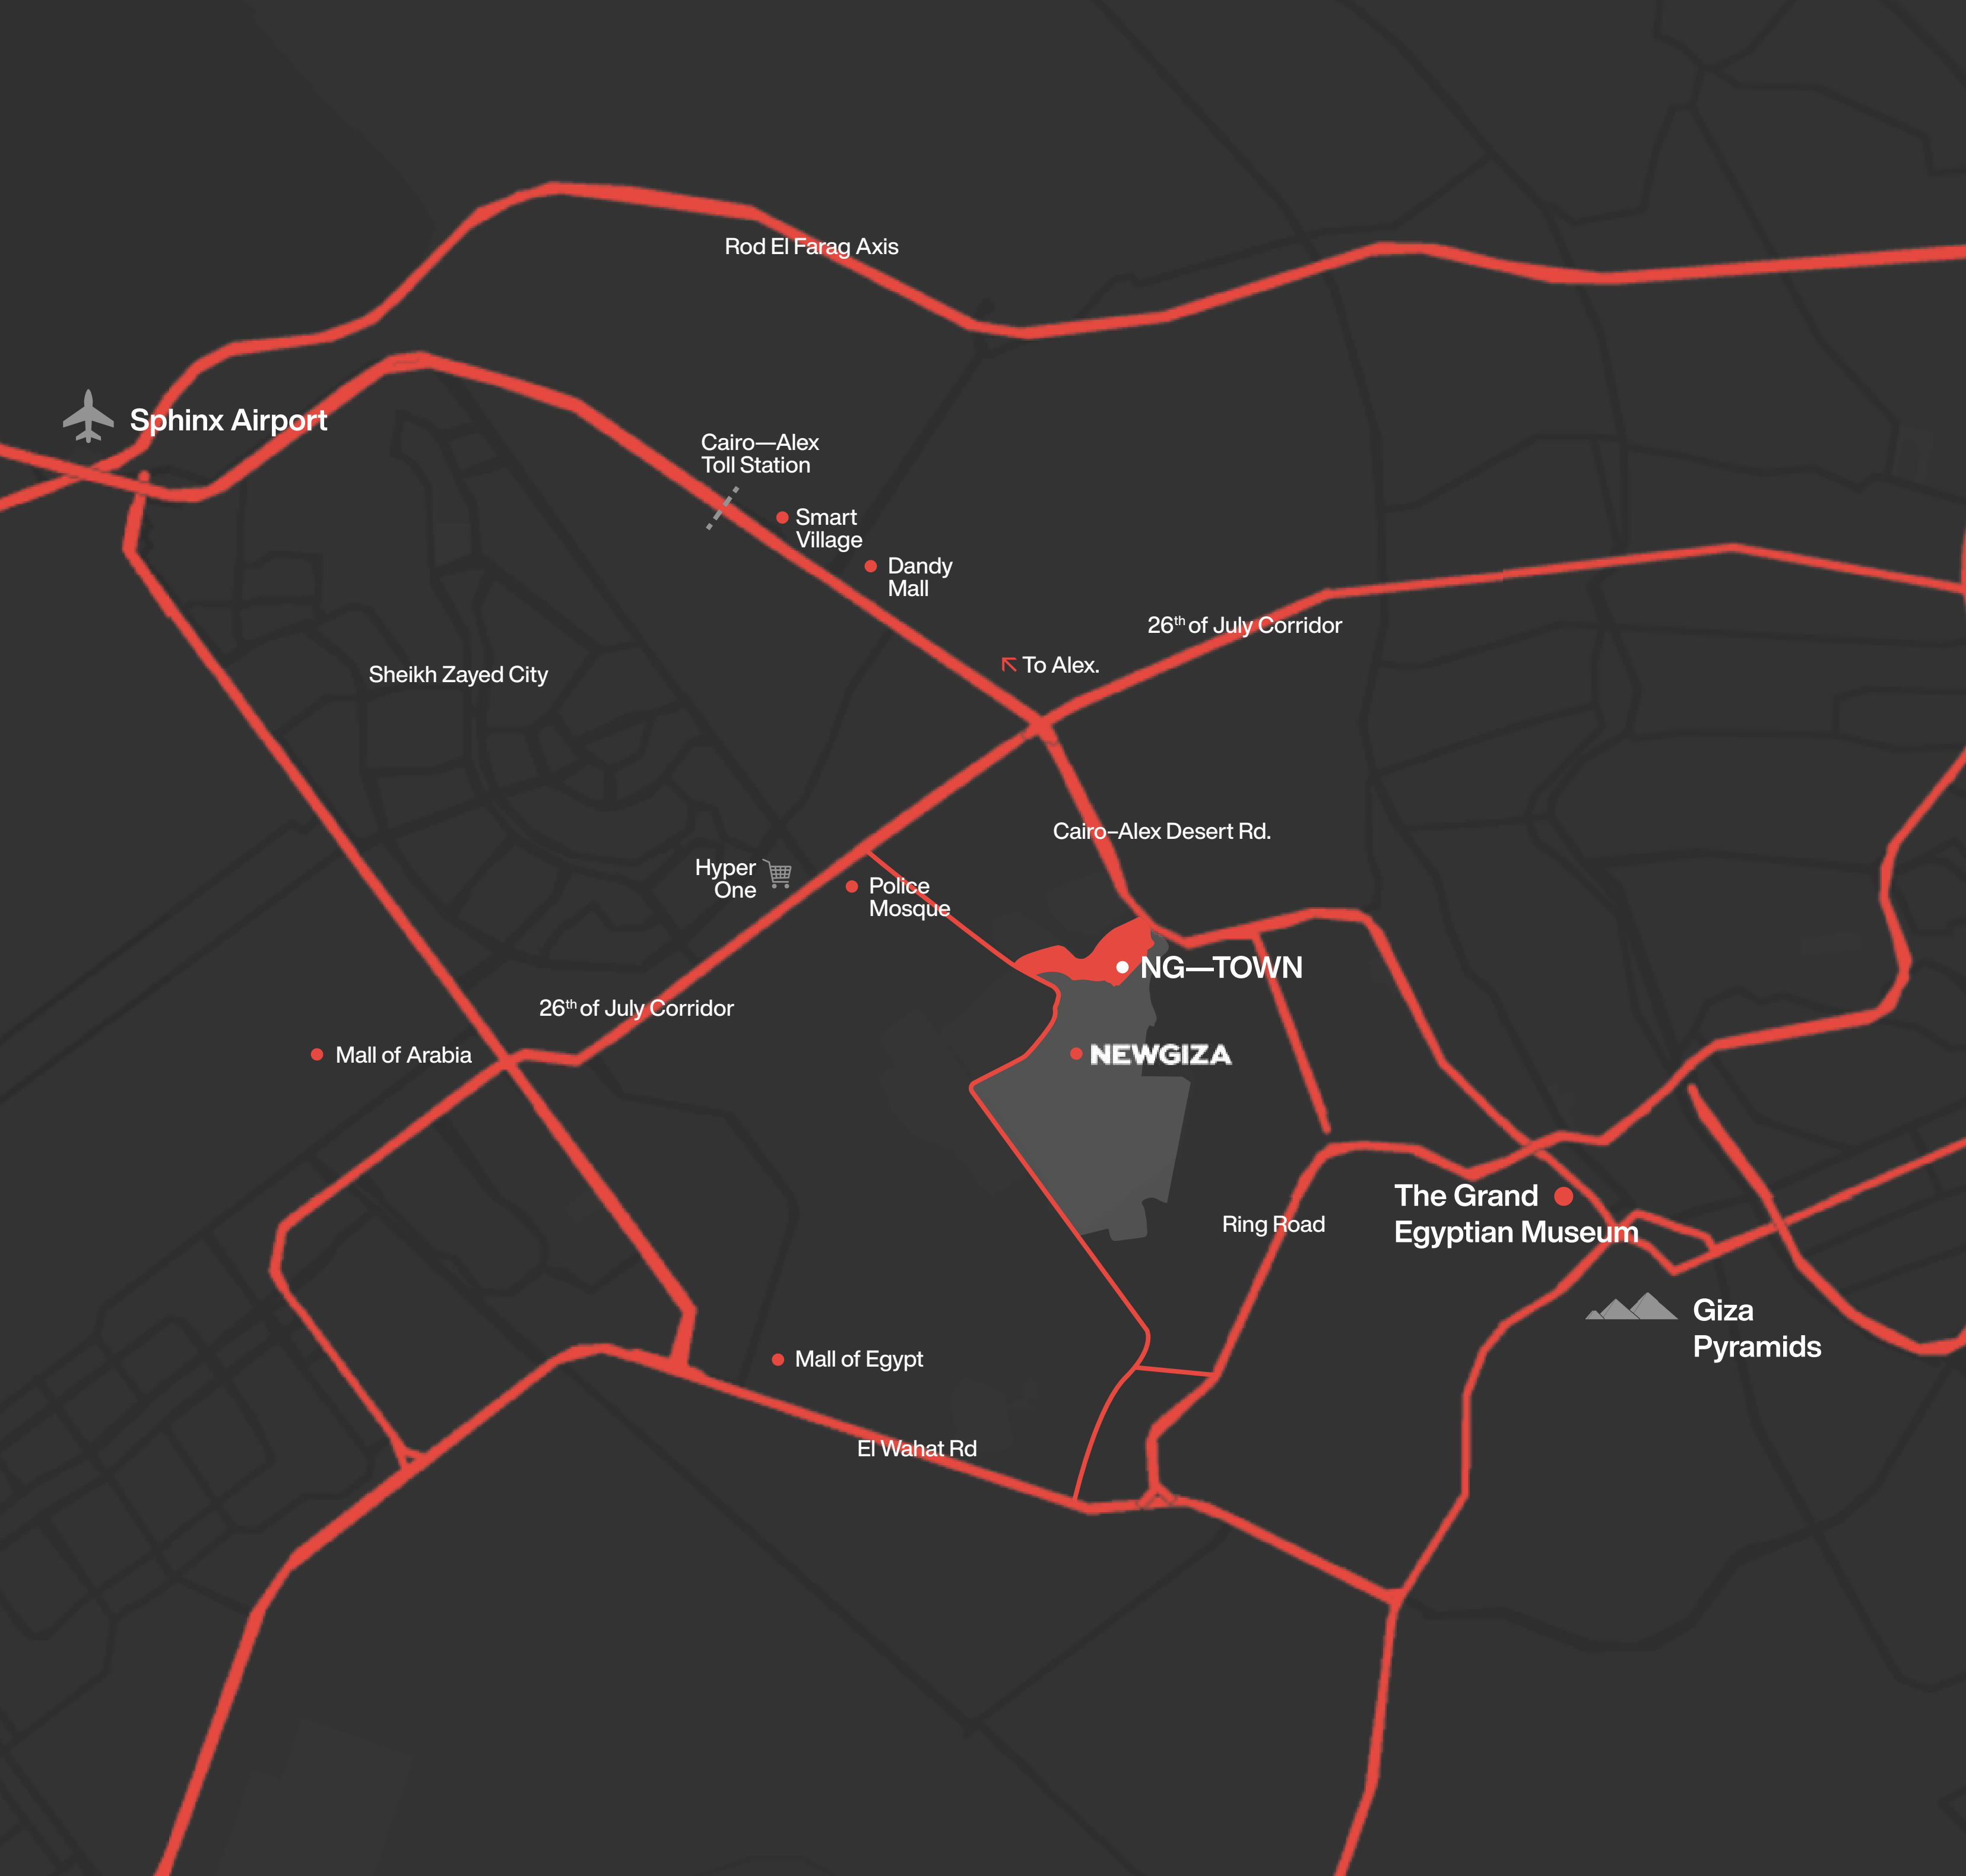 Rod El Farag Axis
Sphinx Airport
Cairo—Alex
Toll Station
Smart
Village
Dandy
Mall
26th of July Corridor
To Alex.
Sheikh Zayed City
Cairo–Alex Desert Rd.
Hyper
One
Police
Mosque
NG—TOWN
26th of July Corridor
Mall of Arabia
NEWGIZA
The Grand
Egyptian Museum
Ring Road
Giza
Pyramids
Mall of Egypt
El Wahat Rd